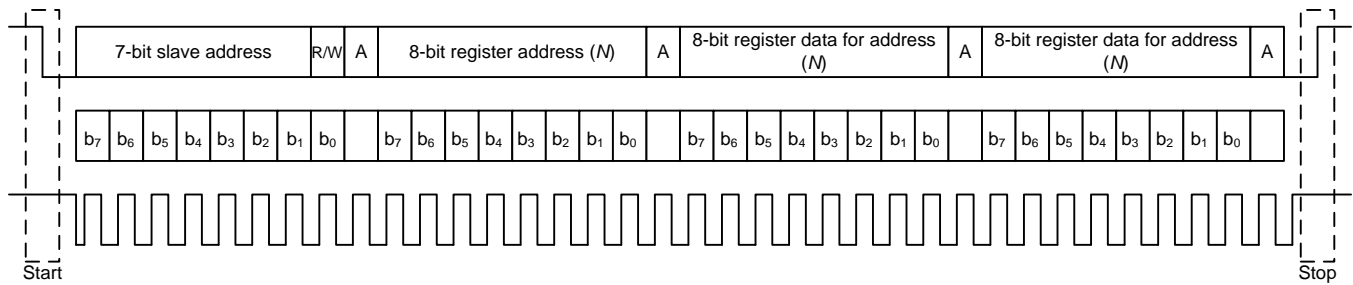 7-bit slave address R/W A 8-bit register address (N) A 8-bit register data for address (N) A 8-bit register data for address (N) A
b7 b6 b5 b4 b3 b2 b1 b0 b7 b6 b5 b4 b3 b2 b1 b0 b7 b6 b5 b4 b3 b2 b1 b0 b7 b6 b5 b4 b3 b2 b1 b0
Start Stop